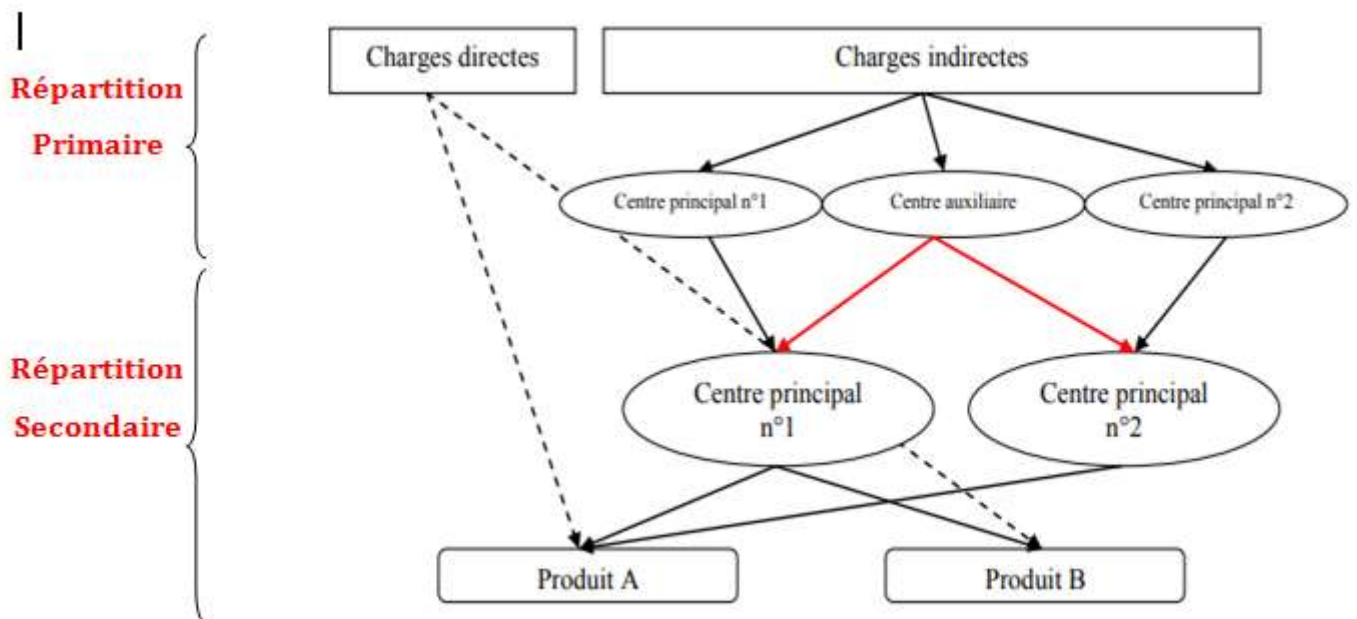 Charges directes
Charges indirectes
Répartition
Primaire
Centre principal n°1
Centre auxiliaire
Centre principal n°2
Répartition
Secondaire
Centre principal
n°1
Centre principal
n°2
Produit A
Produit B